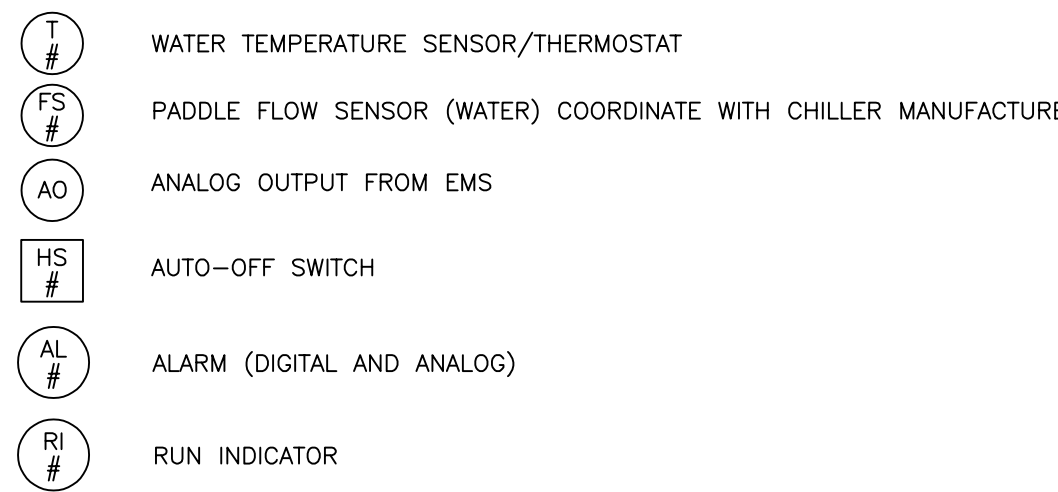 T
#
WATER TEMPERATURE SENSOR/THERMOSTAT
FS
#
PADDLE FLOW SENSOR (WATER) COORDINATE WITH CHILLER MANUFACTURE
AO
ANALOG OUTPUT FROM EMS
HS
#
AUTO-OFF SWITCH
AL
#
ALARM (DIGITAL AND ANALOG)
RI
#
RUN INDICATOR